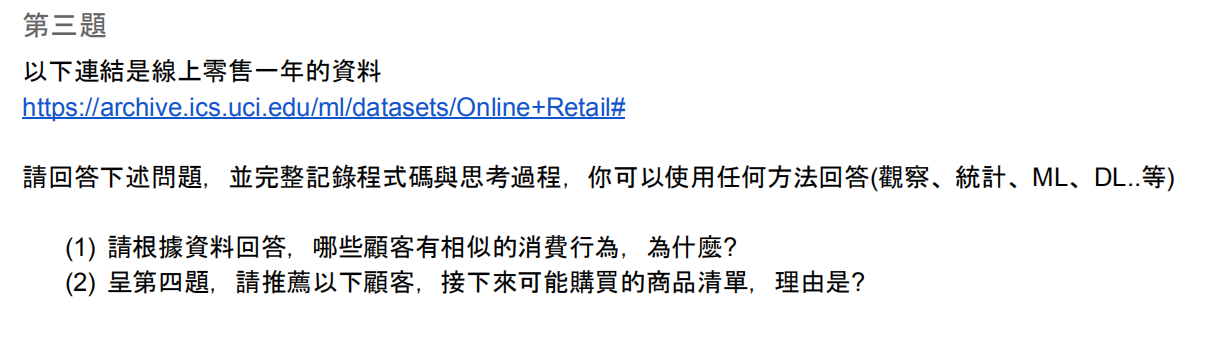 第三題
以下連結是線上零售一年的資料
https://archive.ics.uci.edu/ml/datasets/Online+Retail#
請回答下述問題，並完整記錄程式碼與思考過程，你可以使用任何方法回答(觀察、統計、ML、DL..等)
(1) 請根據資料回答，哪些顧客有相似的消費行為，為什麼?
(2) 呈第四題，請推薦以下顧客，接下來可能購買的商品清單，理由是?